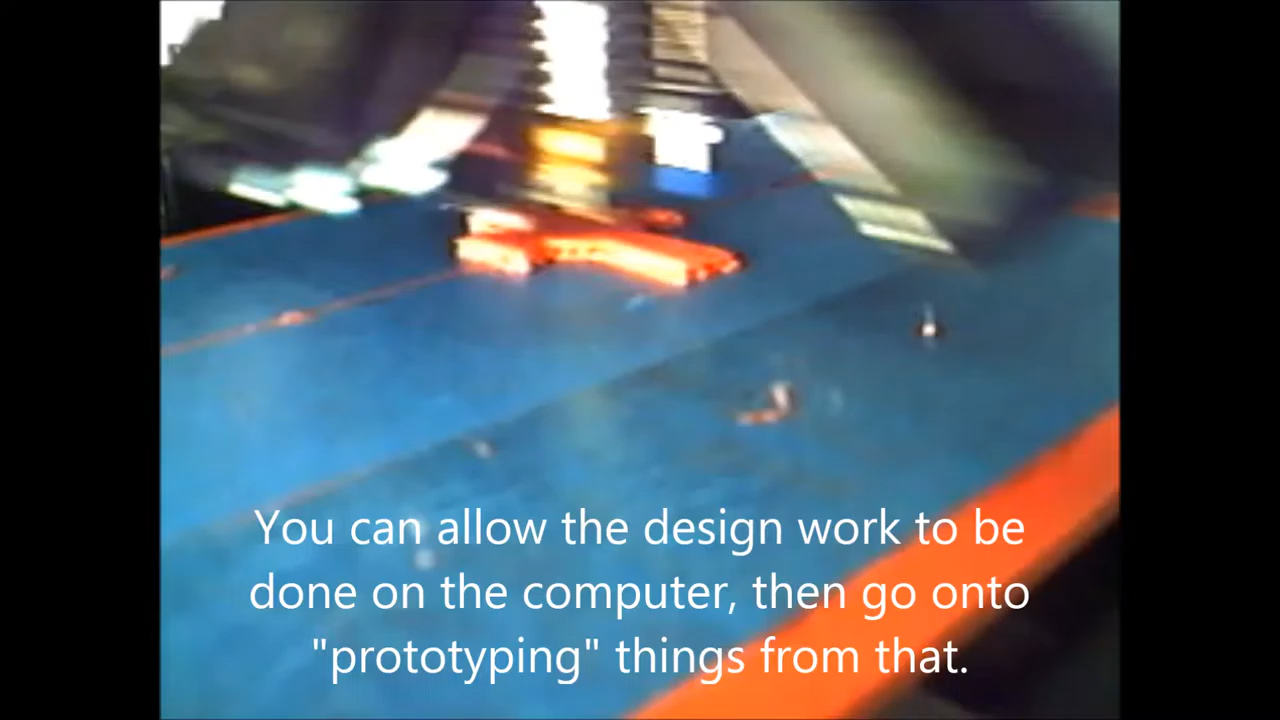 You can allow the design work to be
done on the computer, then go onto
"prototyping" things from that.